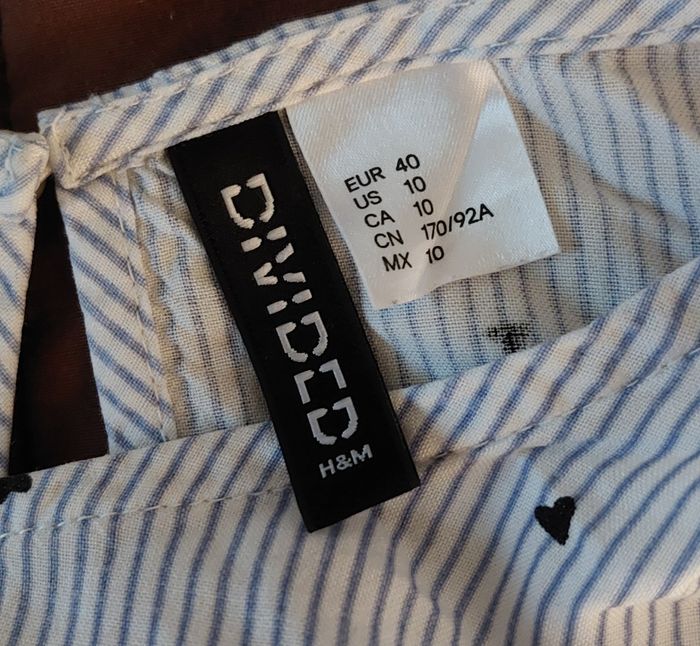 DIVIDED
H&M
EUR 40
US 10
CA 10
CN 170/92A
MX 10